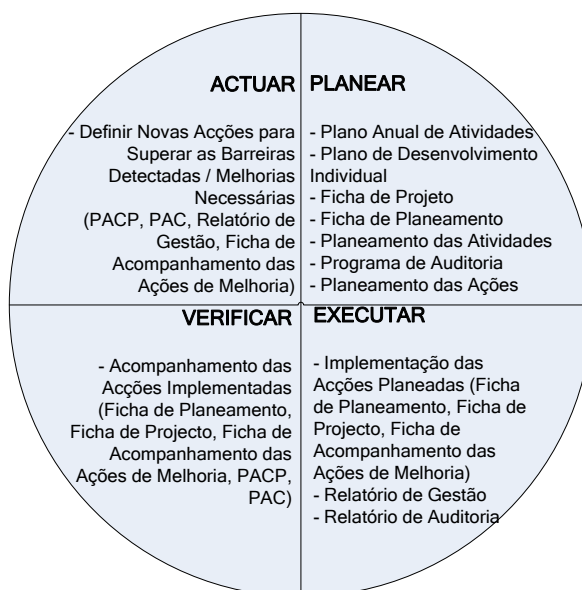 ACTUAR
- Definir Novas Acções para
Superar as Barreiras
Detectadas / Melhorias
Necessárias
(PACP, PAC, Relatório de
Gestão, Ficha de
Acompanhamento das
Ações de Melhoria)
PLANEAR
- Plano Anual de Atividades
- Plano de Desenvolvimento
Individual
- Ficha de Projeto
- Ficha de Planeamento
- Planeamento das Atividades
- Programa de Auditoria
- Planeamento das Ações
VERIFICAR
- Acompanhamento das
Acções Implementadas
(Ficha de Planeamento,
Ficha de Projecto, Ficha de
Acompanhamento das
Ações de Melhoria, PACP,
PAC)
EXECUTAR
- Implementação das
Acções Planeadas (Ficha
de Planeamento, Ficha de
Projecto, Ficha de
Acompanhamento das
Ações de Melhoria)
- Relatório de Gestão
- Relatório de Auditoria